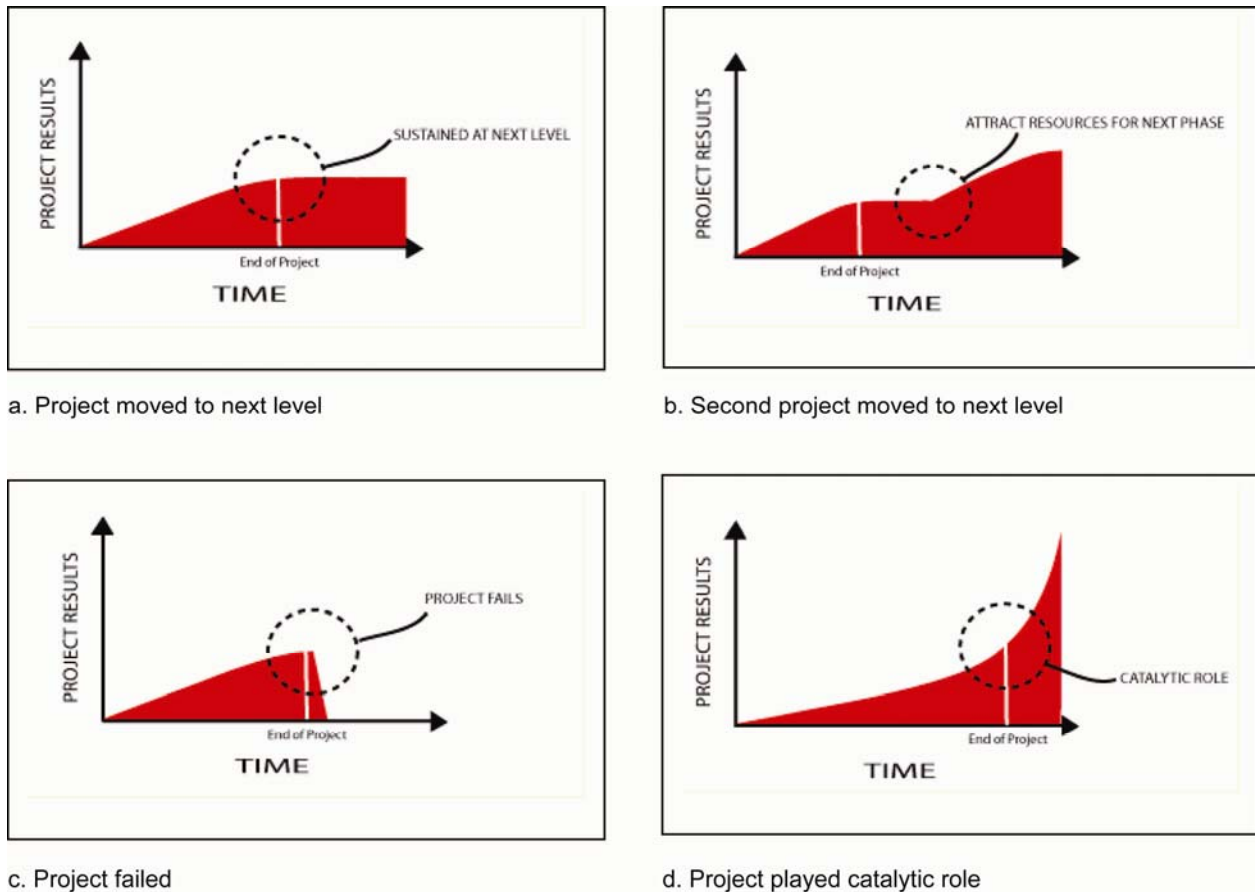 PROJECT RESULTS
SUSTAINED AT NEXT LEVEL
End of Project
TIME
a. Project moved to next level
PROJECT RESULTS
ATTRACT RESOURCES FOR NEXT PHASE
End of Project
TIME
b. Second project moved to next level
PROJECT RESULTS
PROJECT FAILS
End of Project
TIME
c. Project failed
PROJECT RESULTS
CATALYTIC ROLE
End of Project
TIME
d. Project played catalytic role